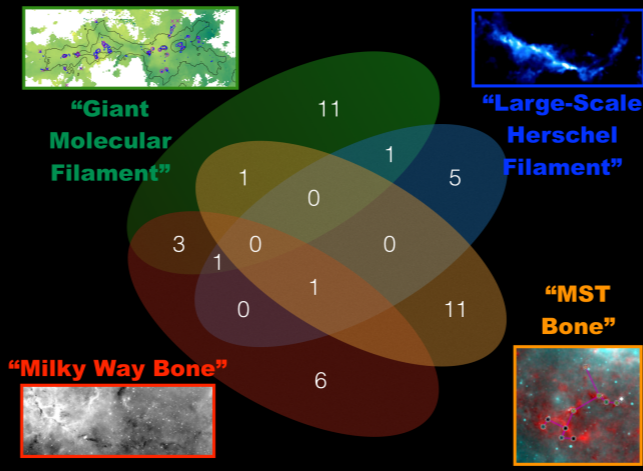 “Giant
Molecular
Filament”
“Large-Scale
Herschel
Filament”
11
1
5
1
0
3
0
0
1
1
0
11
6
“MST
Bone”
“Milky Way Bone”